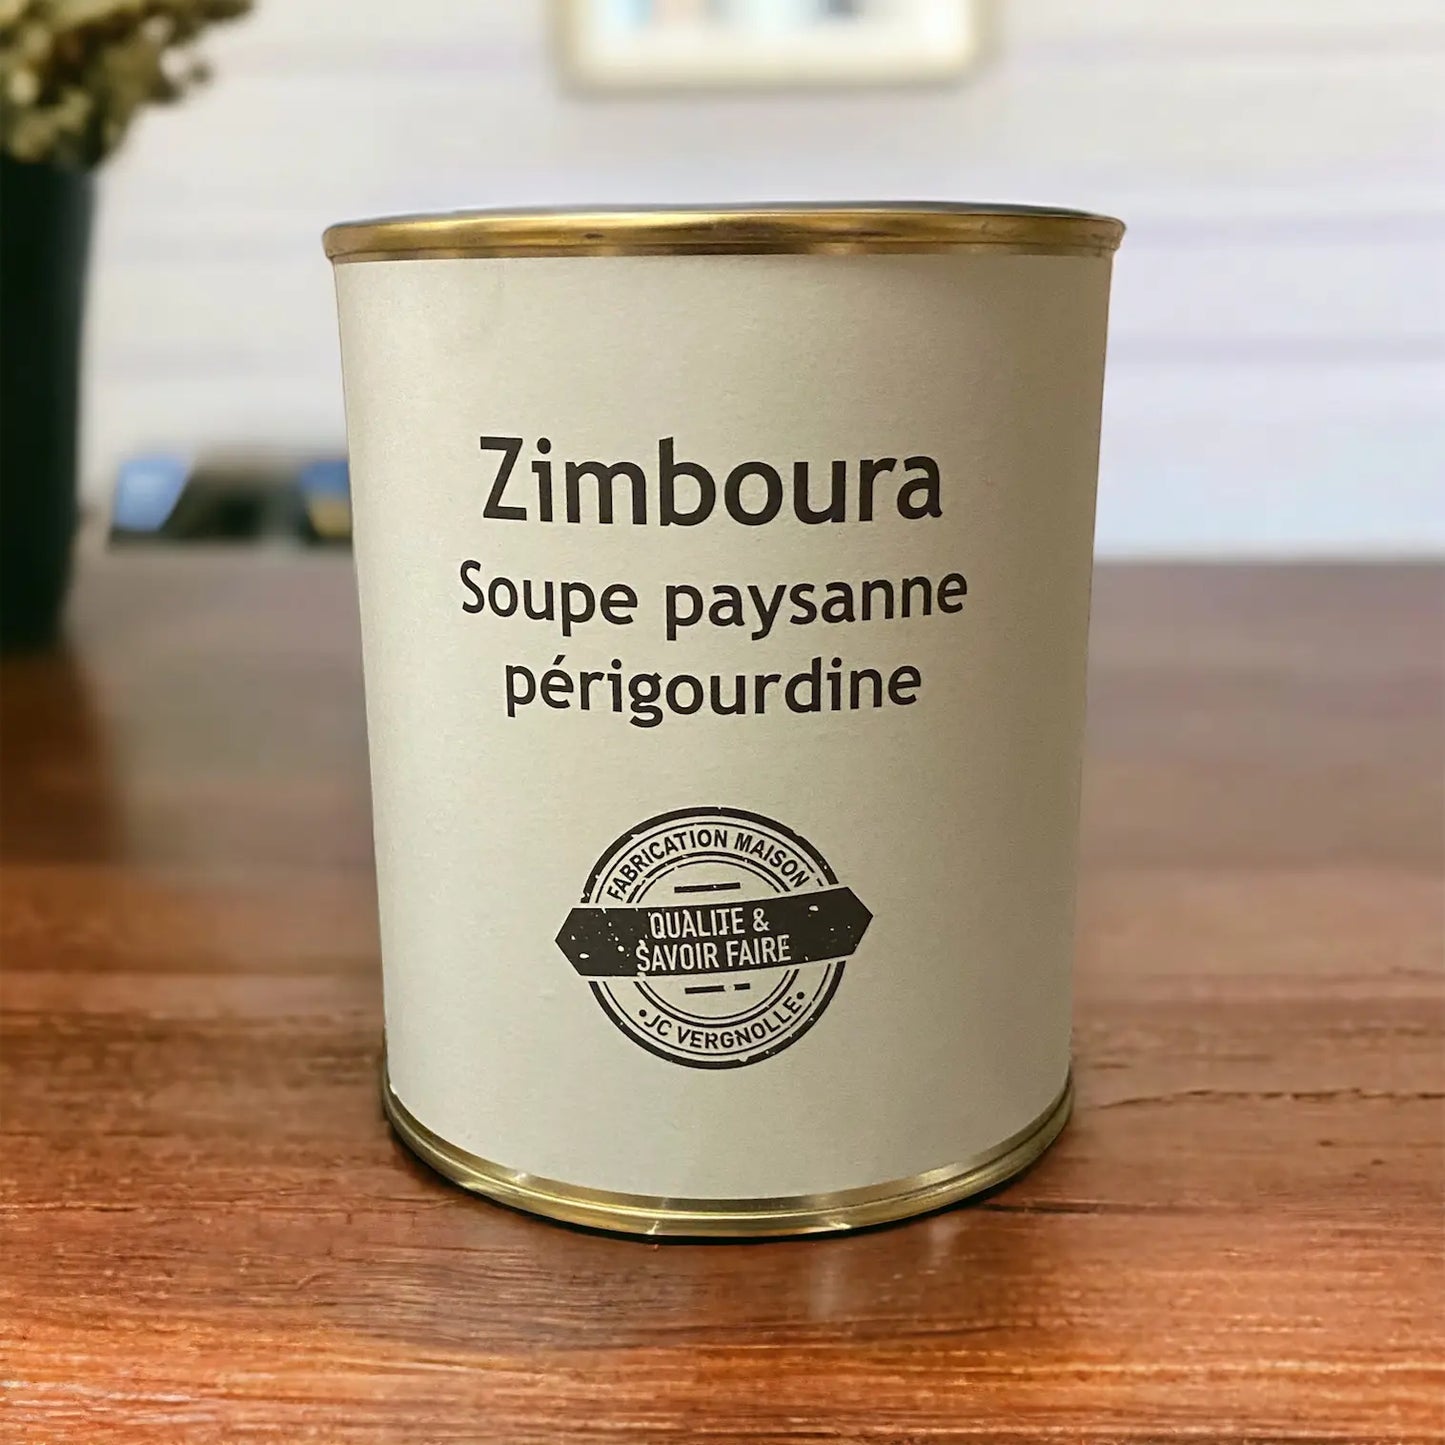 Zimboura
Soupe paysanne
périgourdine
FABRICATION MAISON
QUALITE &
SAVOIR FAIRE
• JC VERGNOLLE •